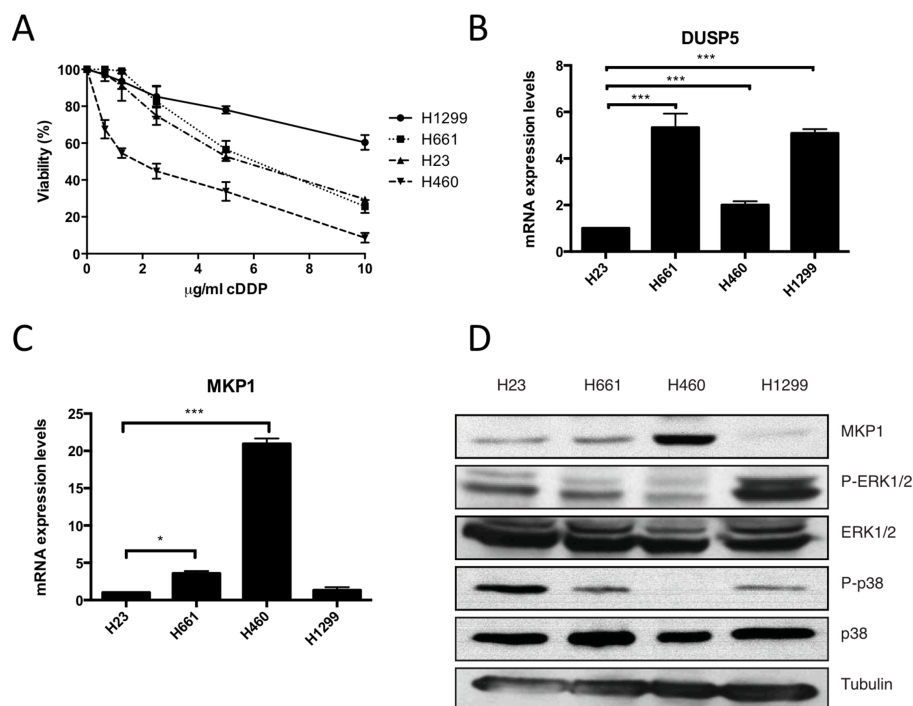 A
Viability (%)
100
80
60
40
20
0
0 2 4 6 8 10
μg/ml cDDP
H1299
H661
H23
H460
B
DUSP5
mRNA expression levels
8
6
4
2
0
***
***
***
H23 H661 H460 H1299
C
MKP1
mRNA expression levels
25
20
15
10
5
0
***
*
H23 H661 H460 H1299
D
H23 H661 H460 H1299
MKP1
P-ERK1/2
ERK1/2
P-p38
p38
Tubulin